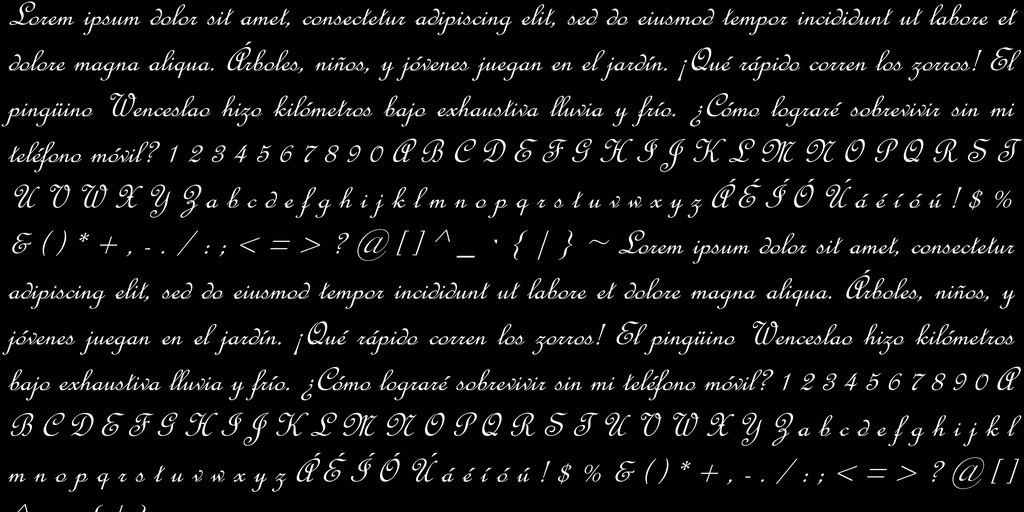 Lorem ipsum dolor sit amet, consectetur adipiscing elit, sed do eiusmod tempor incididunt ut labore et
dolore magna aliqua. Árboles, niños, y jóvenes juegan en el jardín. ¡Qué rápido corren los zorros! El
pingüino Wenceslao hizo kilómetros bajo exhaustiva lluvia y frío. ¿Cómo lograré sobrevivir sin mi
teléfono móvil? 1 2 3 4 5 6 7 8 9 0 A B C D E F G H I J K L M N O P Q R S T
U V W X Y Z a b c d e f g h i j k l m n o p q r s t u v w x y z Á É Í Ó Ú á é í ó ú ! $ %
& ( ) * + , - . / : ; < = > ? @ [ ] ^ _ ` { | } ~ Lorem ipsum dolor sit amet, consectetur
adipiscing elit, sed do eiusmod tempor incididunt ut labore et dolore magna aliqua. Árboles, niños, y
jóvenes juegan en el jardín. ¡Qué rápido corren los zorros! El pingüino Wenceslao hizo kilómetros
bajo exhaustiva lluvia y frío. ¿Cómo lograré sobrevivir sin mi teléfono móvil? 1 2 3 4 5 6 7 8 9 0 A
B C D E F G H I J K L M N O P Q R S T U V W X Y Z a b c d e f g h i j k l
m n o p q r s t u v w x y z Á É Í Ó Ú á é í ó ú ! $ % & ( ) * + , - . / : ; < = > ? @ [ ]